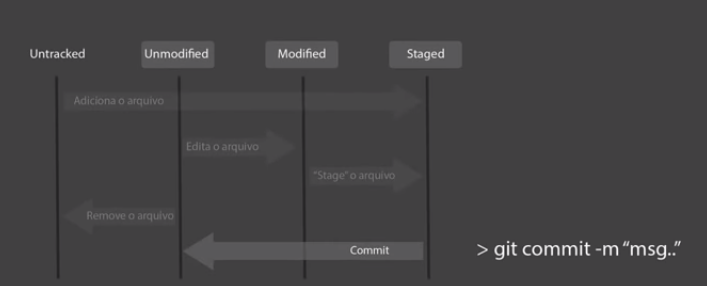 Untracked Unmodified Modified Staged
Adiciona o arquivo
Edita o arquivo
"Stage" o arquivo
Remove o arquivo
Commit
> git commit -m "msg.."